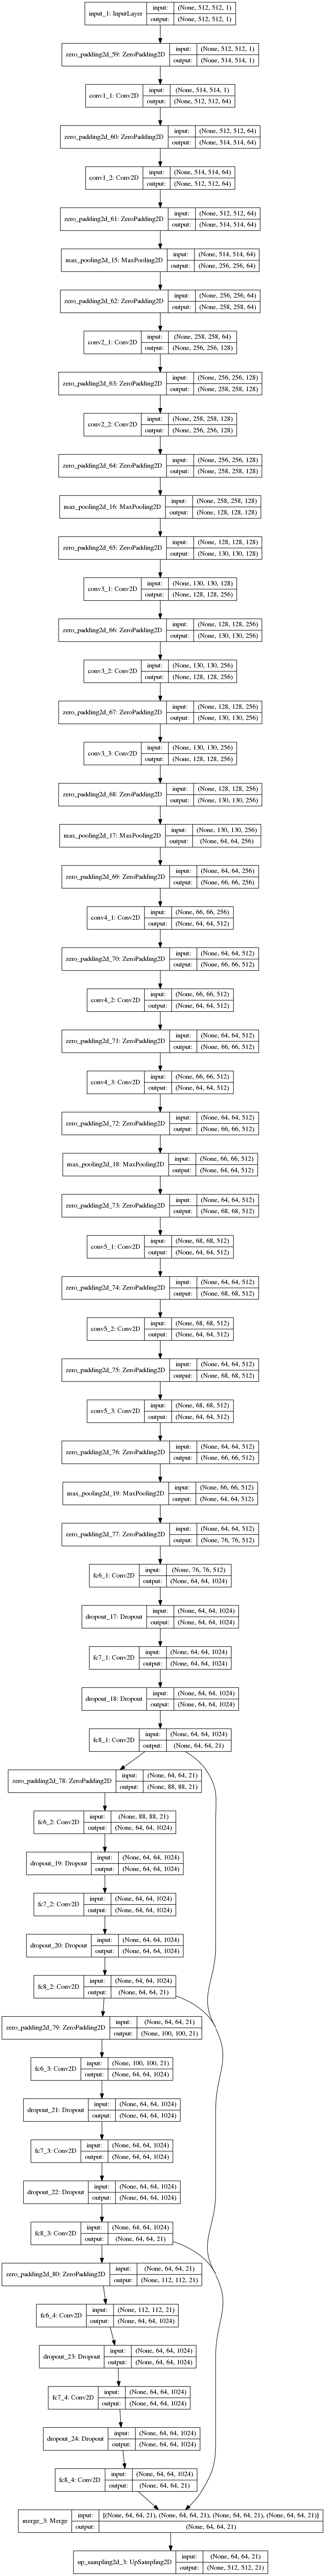 input_1: InputLayer input: (None, 512, 512, 1)
output: (None, 512, 512, 1)
zero_padding2d_59: ZeroPadding2D input: (None, 512, 512, 1)
output: (None, 514, 514, 1)
conv1_1: Conv2D input: (None, 514, 514, 1)
output: (None, 512, 512, 64)
zero_padding2d_60: ZeroPadding2D input: (None, 512, 512, 64)
output: (None, 514, 514, 64)
conv1_2: Conv2D input: (None, 514, 514, 64)
output: (None, 512, 512, 64)
zero_padding2d_61: ZeroPadding2D input: (None, 512, 512, 64)
output: (None, 514, 514, 64)
max_pooling2d_15: MaxPooling2D input: (None, 514, 514, 64)
output: (None, 256, 256, 64)
zero_padding2d_62: ZeroPadding2D input: (None, 256, 256, 64)
output: (None, 258, 258, 64)
conv2_1: Conv2D input: (None, 258, 258, 64)
output: (None, 256, 256, 128)
zero_padding2d_63: ZeroPadding2D input: (None, 256, 256, 128)
output: (None, 258, 258, 128)
conv2_2: Conv2D input: (None, 258, 258, 128)
output: (None, 256, 256, 128)
zero_padding2d_64: ZeroPadding2D input: (None, 256, 256, 128)
output: (None, 258, 258, 128)
max_pooling2d_16: MaxPooling2D input: (None, 258, 258, 128)
output: (None, 128, 128, 128)
zero_padding2d_65: ZeroPadding2D input: (None, 128, 128, 128)
output: (None, 130, 130, 128)
conv3_1: Conv2D input: (None, 130, 130, 128)
output: (None, 128, 128, 256)
zero_padding2d_66: ZeroPadding2D input: (None, 128, 128, 256)
output: (None, 130, 130, 256)
conv3_2: Conv2D input: (None, 130, 130, 256)
output: (None, 128, 128, 256)
zero_padding2d_67: ZeroPadding2D input: (None, 128, 128, 256)
output: (None, 130, 130, 256)
conv3_3: Conv2D input: (None, 130, 130, 256)
output: (None, 128, 128, 256)
zero_padding2d_68: ZeroPadding2D input: (None, 128, 128, 256)
output: (None, 130, 130, 256)
max_pooling2d_17: MaxPooling2D input: (None, 130, 130, 256)
output: (None, 64, 64, 256)
zero_padding2d_69: ZeroPadding2D input: (None, 64, 64, 256)
output: (None, 66, 66, 256)
conv4_1: Conv2D input: (None, 66, 66, 256)
output: (None, 64, 64, 512)
zero_padding2d_70: ZeroPadding2D input: (None, 64, 64, 512)
output: (None, 66, 66, 512)
conv4_2: Conv2D input: (None, 66, 66, 512)
output: (None, 64, 64, 512)
zero_padding2d_71: ZeroPadding2D input: (None, 64, 64, 512)
output: (None, 66, 66, 512)
conv4_3: Conv2D input: (None, 66, 66, 512)
output: (None, 64, 64, 512)
zero_padding2d_72: ZeroPadding2D input: (None, 64, 64, 512)
output: (None, 66, 66, 512)
max_pooling2d_18: MaxPooling2D input: (None, 66, 66, 512)
output: (None, 64, 64, 512)
zero_padding2d_73: ZeroPadding2D input: (None, 64, 64, 512)
output: (None, 68, 68, 512)
conv5_1: Conv2D input: (None, 68, 68, 512)
output: (None, 64, 64, 512)
zero_padding2d_74: ZeroPadding2D input: (None, 64, 64, 512)
output: (None, 68, 68, 512)
conv5_2: Conv2D input: (None, 68, 68, 512)
output: (None, 64, 64, 512)
zero_padding2d_75: ZeroPadding2D input: (None, 64, 64, 512)
output: (None, 68, 68, 512)
conv5_3: Conv2D input: (None, 68, 68, 512)
output: (None, 64, 64, 512)
zero_padding2d_76: ZeroPadding2D input: (None, 64, 64, 512)
output: (None, 66, 66, 512)
max_pooling2d_19: MaxPooling2D input: (None, 66, 66, 512)
output: (None, 64, 64, 512)
zero_padding2d_77: ZeroPadding2D input: (None, 64, 64, 512)
output: (None, 76, 76, 512)
fc6_1: Conv2D input: (None, 76, 76, 512)
output: (None, 64, 64, 1024)
dropout_17: Dropout input: (None, 64, 64, 1024)
output: (None, 64, 64, 1024)
fc7_1: Conv2D input: (None, 64, 64, 1024)
output: (None, 64, 64, 1024)
dropout_18: Dropout input: (None, 64, 64, 1024)
output: (None, 64, 64, 1024)
fc8_1: Conv2D input: (None, 64, 64, 1024)
output: (None, 64, 64, 21)
zero_padding2d_78: ZeroPadding2D input: (None, 64, 64, 21)
output: (None, 88, 88, 21)
fc6_2: Conv2D input: (None, 88, 88, 21)
output: (None, 64, 64, 1024)
dropout_19: Dropout input: (None, 64, 64, 1024)
output: (None, 64, 64, 1024)
fc7_2: Conv2D input: (None, 64, 64, 1024)
output: (None, 64, 64, 1024)
dropout_20: Dropout input: (None, 64, 64, 1024)
output: (None, 64, 64, 1024)
fc8_2: Conv2D input: (None, 64, 64, 1024)
output: (None, 64, 64, 21)
zero_padding2d_79: ZeroPadding2D input: (None, 64, 64, 21)
output: (None, 100, 100, 21)
fc6_3: Conv2D input: (None, 100, 100, 21)
output: (None, 64, 64, 1024)
dropout_21: Dropout input: (None, 64, 64, 1024)
output: (None, 64, 64, 1024)
fc7_3: Conv2D input: (None, 64, 64, 1024)
output: (None, 64, 64, 1024)
dropout_22: Dropout input: (None, 64, 64, 1024)
output: (None, 64, 64, 1024)
fc8_3: Conv2D input: (None, 64, 64, 1024)
output: (None, 64, 64, 21)
zero_padding2d_80: ZeroPadding2D input: (None, 64, 64, 21)
output: (None, 112, 112, 21)
fc6_4: Conv2D input: (None, 112, 112, 21)
output: (None, 64, 64, 1024)
dropout_23: Dropout input: (None, 64, 64, 1024)
output: (None, 64, 64, 1024)
fc7_4: Conv2D input: (None, 64, 64, 1024)
output: (None, 64, 64, 1024)
dropout_24: Dropout input: (None, 64, 64, 1024)
output: (None, 64, 64, 1024)
fc8_4: Conv2D input: (None, 64, 64, 1024)
output: (None, 64, 64, 21)
merge_3: Merge input: [(None, 64, 64, 21), (None, 64, 64, 21), (None, 64, 64, 21), (None, 64, 64, 21)]
output: (None, 64, 64, 21)
up_sampling2d_3: UpSampling2D input: (None, 64, 64, 21)
output: (None, 512, 512, 21)